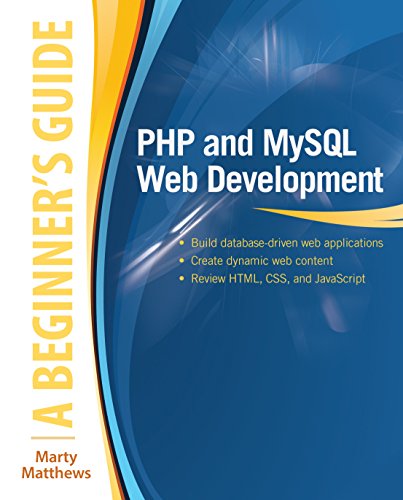 A BEGINNER'S GUIDE
PHP and MySQL
Web Development
• Build database-driven web applications
• Create dynamic web content
• Review HTML, CSS, and JavaScript
Marty
Matthews